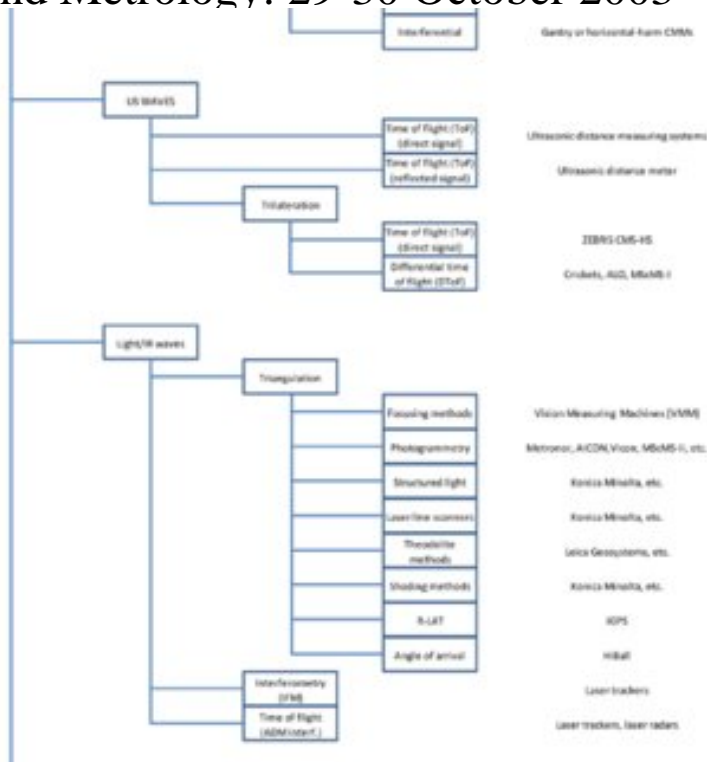 nd Metrology. 29-30 October 2003
Interferential
Gantry or horizontal-harm CMMs
US WAVES
Time of flight (ToF)
(direct signal)
Ultrasonic distance measuring systems
Time of flight (ToF)
(reflected signal)
Ultrasonic distance meter
Trilateration
Time of flight (ToF)
(direct signal)
ZEBRIS CMS-HS
Differential time
of flight (DToF)
Crickets, ALO, MScMS-I
Light/IR waves
Triangulation
Focusing methods
Vision Measuring Machines (VMM)
Photogrammetry
Metronor, AICON, Vicon, MScMS-II, etc.
Structured light
Konica Minolta, etc.
Laser line scanners
Konica Minolta, etc.
Theodolite
methods
Leica Geosystems, etc.
Shading methods
Konica Minolta, etc.
R-LAT
iGPS
Angle of arrival
HiBall
Interferometry
(IFM)
Laser trackers
Time of flight
(ADM interf.)
Laser trackers, laser radars